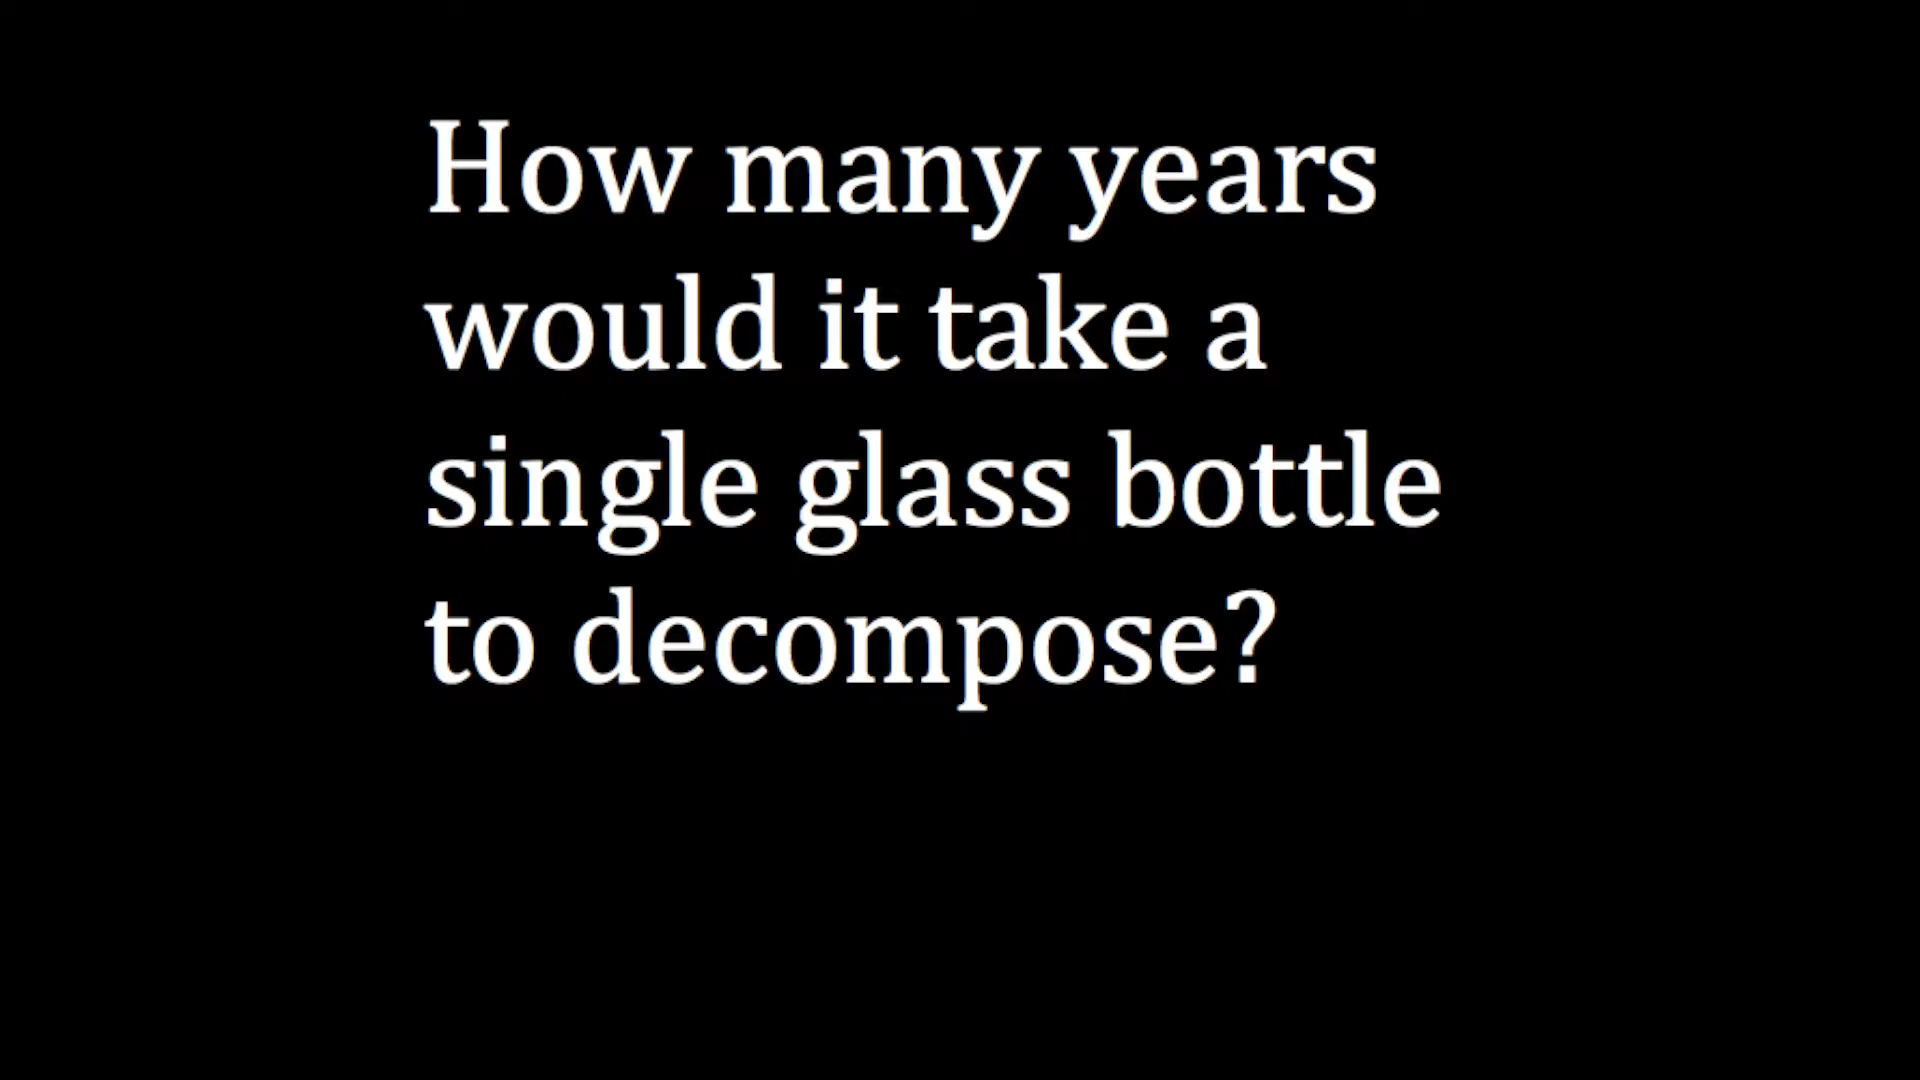 How many years
would it take a
single glass bottle
to decompose?